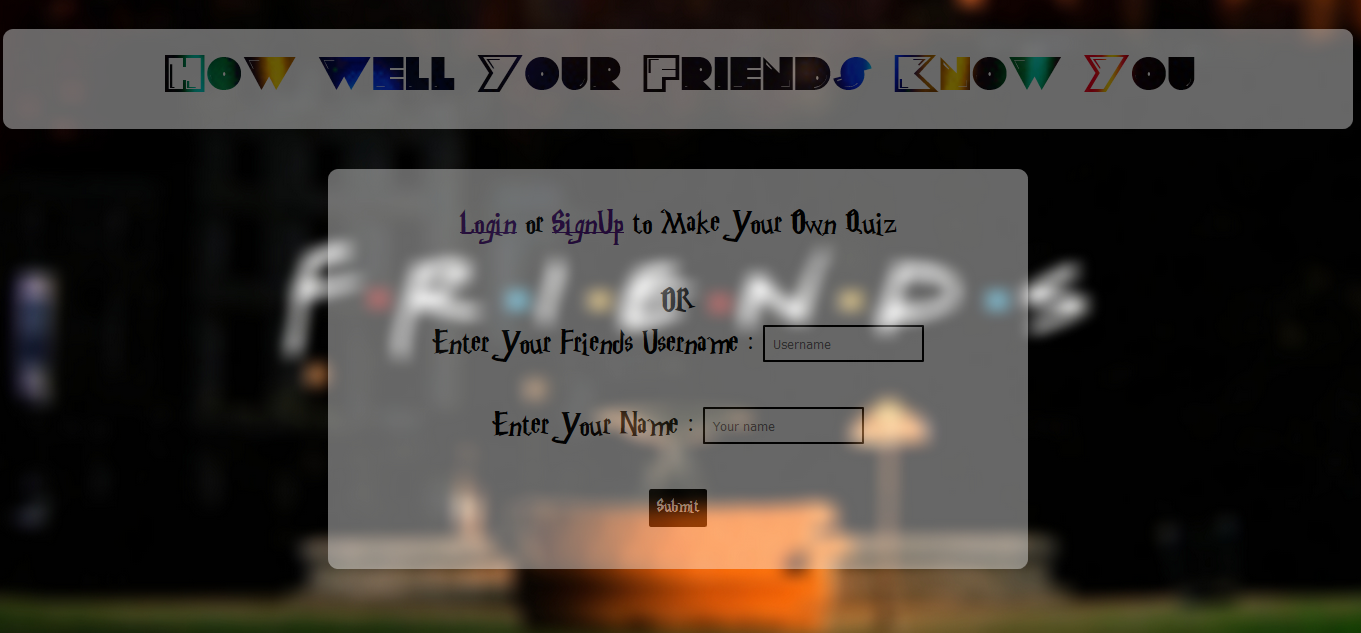 How Well Your Friends Know You
Login or SignUp to Make Your Own Quiz
F·R·I·E·N·D·S
OR
Enter Your Friends Username : Username
Enter Your Name : Your name
Submit